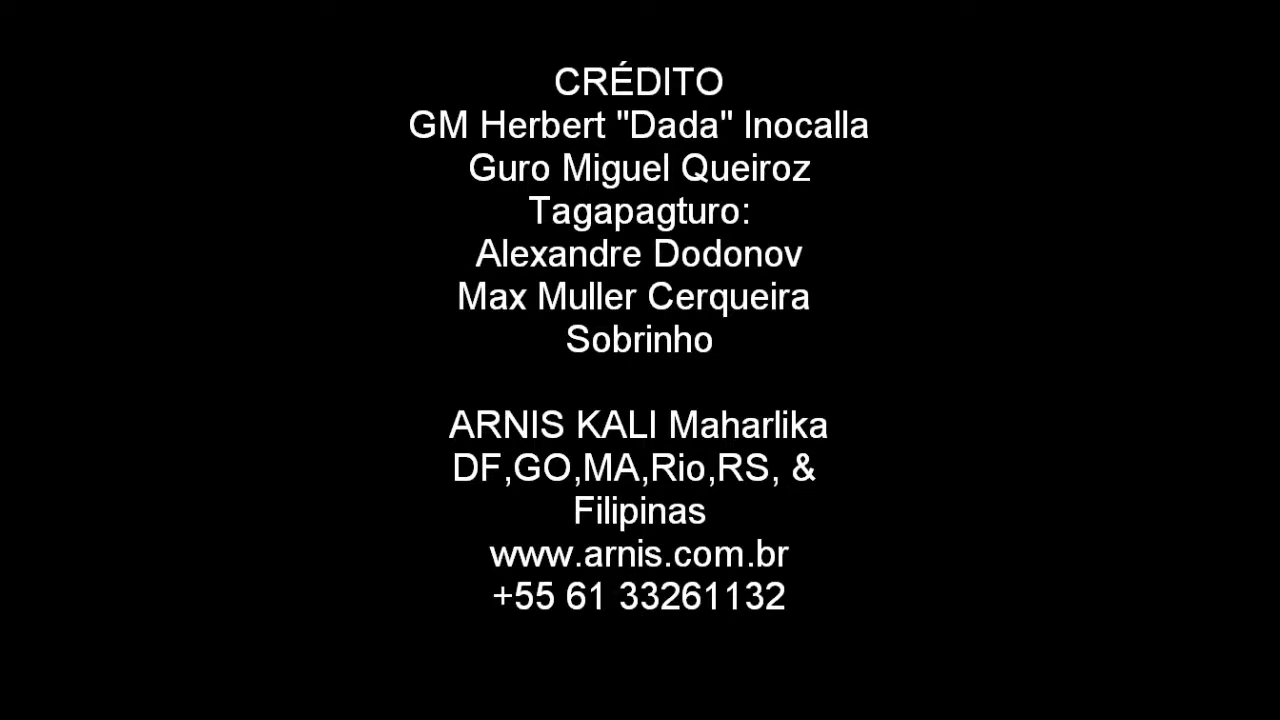 CRÉDITO
GM Herbert "Dada" Inocalla
Guro Miguel Queiroz
Tagapagturo:
Alexandre Dodonov
Max Muller Cerqueira
Sobrinho
ARNIS KALI Maharlika
DF,GO,MA,Rio,RS, &
Filipinas
www.arnis.com.br
+55 61 33261132